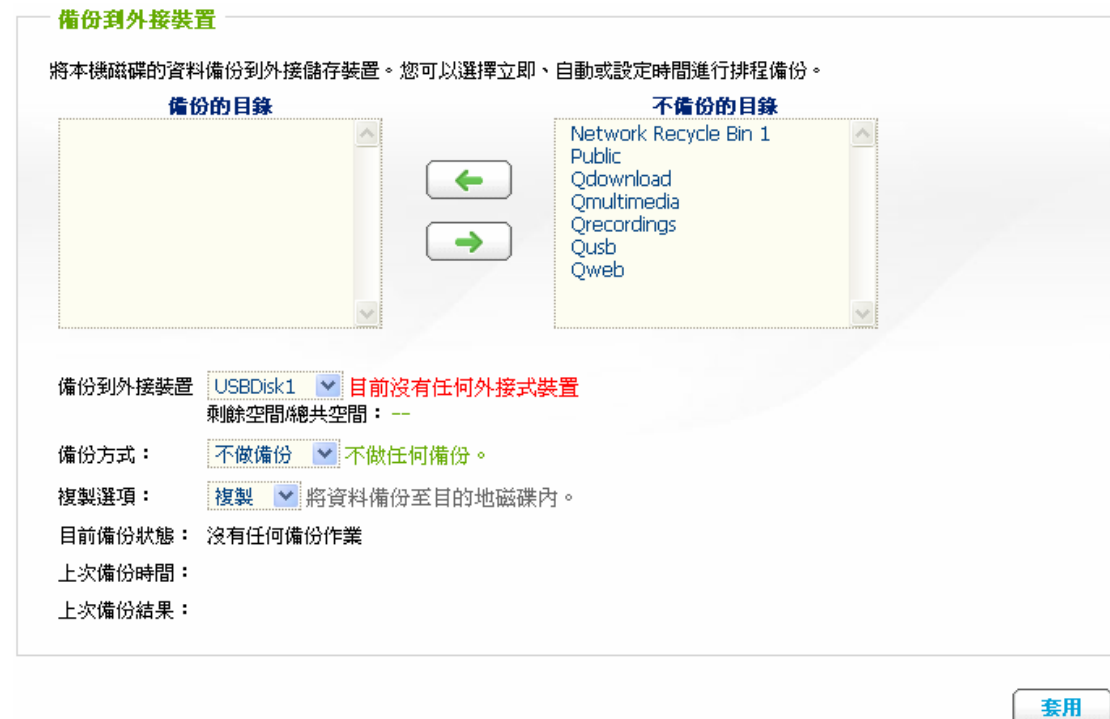 備份到外接裝置
將本機磁碟的資料備份到外接儲存裝置。您可以選擇立即、自動或設定時間進行排程備份。
備份的目錄
不備份的目錄
Network Recycle Bin 1
Public
Qdownload
Qmultimedia
Qrecordings
Qusb
Qweb
備份到外接裝置 USBDisk1 目前沒有任何外接式裝置
剩餘空間/總共空間：--
備份方式： 不做備份 不做任何備份。
複製選項： 複製 將資料備份至目的地磁碟內。
目前備份狀態： 沒有任何備份作業
上次備份時間：
上次備份結果：
套用